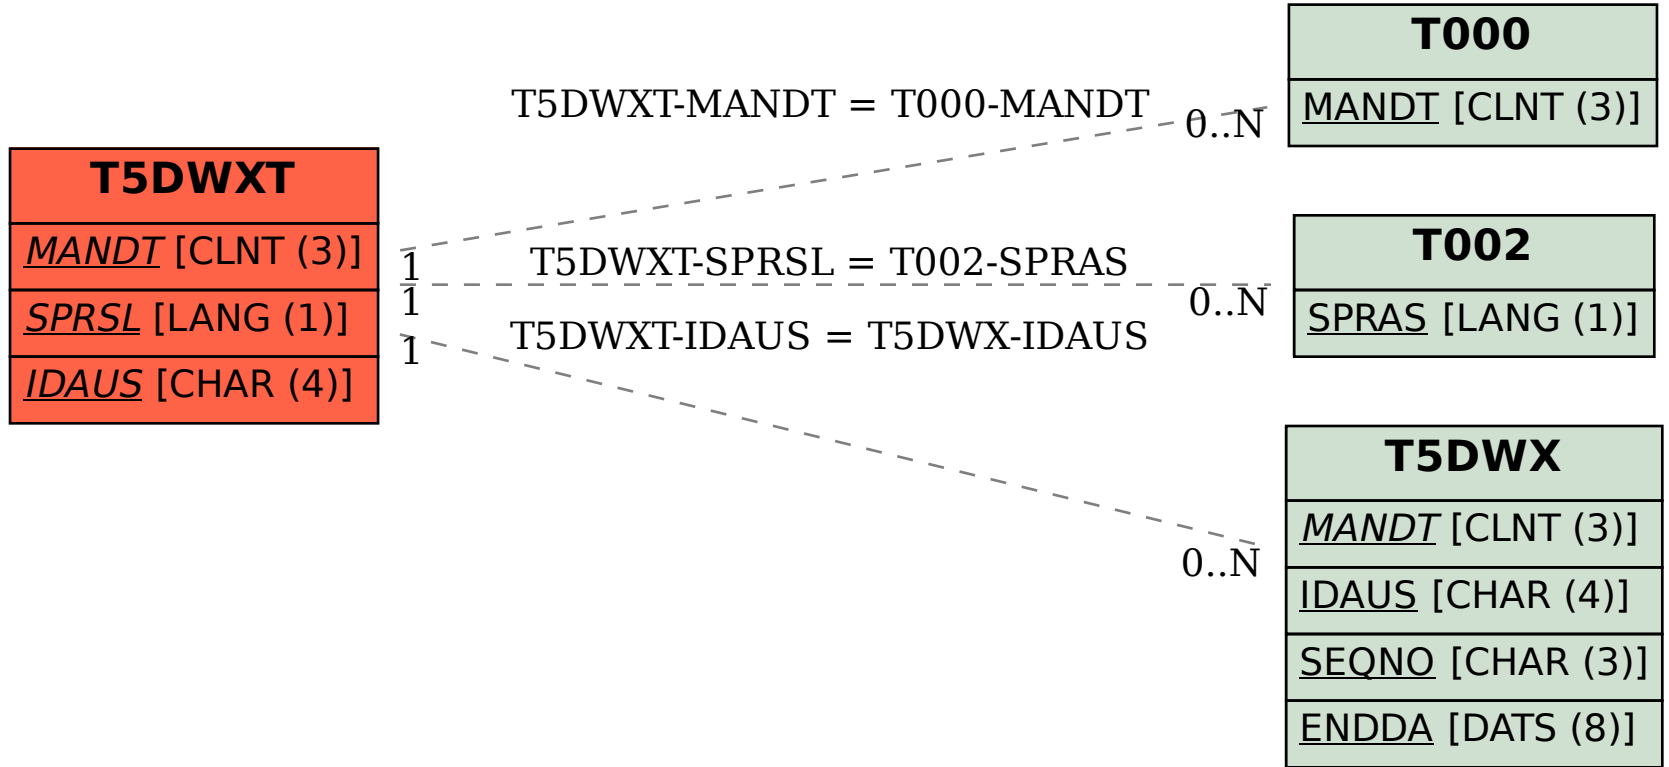 T5DWXT
MANDT [CLNT (3)]
SPRSL [LANG (1)]
IDAUS [CHAR (4)]
T5DWXT-MANDT = T000-MANDT
0..N
1
T5DWXT-SPRSL = T002-SPRAS
0..N
1
T5DWXT-IDAUS = T5DWX-IDAUS
0..N
1
T000
MANDT [CLNT (3)]
T002
SPRAS [LANG (1)]
T5DWX
MANDT [CLNT (3)]
IDAUS [CHAR (4)]
SEQNO [CHAR (3)]
ENDDA [DATS (8)]